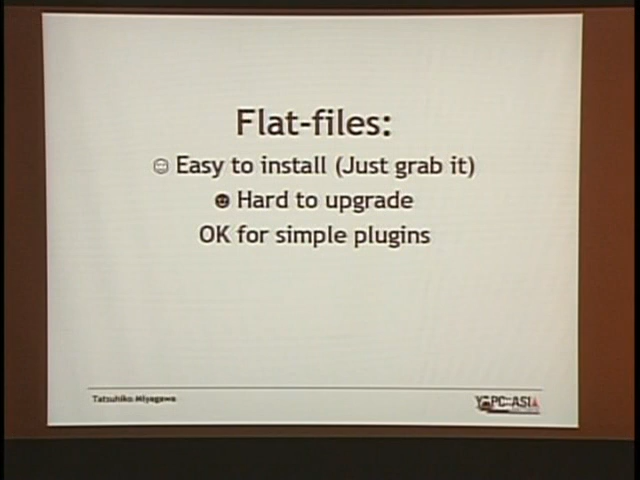 Flat-files:
☺ Easy to install (Just grab it)
☻ Hard to upgrade
OK for simple plugins
Tatsuhiko Miyagawa
YAPC::ASIA